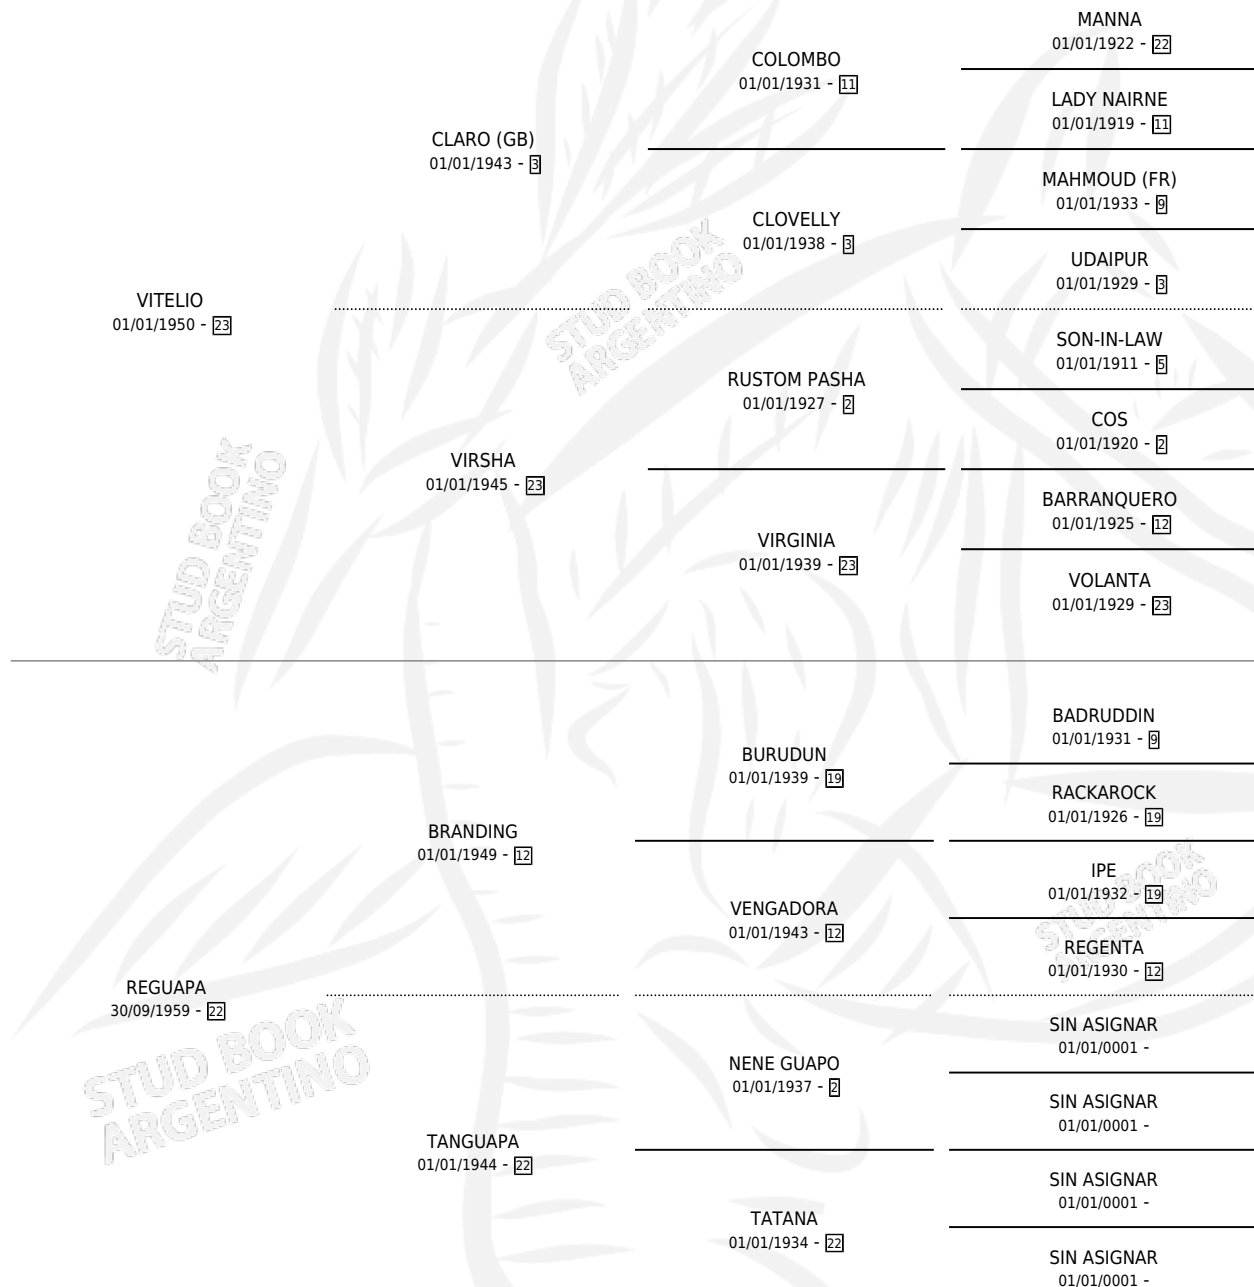 MANNA
01/01/1922 - 22
COLOMBO
01/01/1931 - 11
LADY NAIRNE
01/01/1919 - 11
CLARO (GB)
01/01/1943 - 3
MAHMOUD (FR)
01/01/1933 - 9
CLOVELLY
01/01/1938 - 3
UDAIPUR
01/01/1929 - 3
VITELIO
01/01/1950 - 23
STUD BOOK
ARGENTINO
SON-IN-LAW
01/01/1911 - 5
RUSTOM PASHA
01/01/1927 - 2
COS
01/01/1920 - 2
VIRSHA
01/01/1945 - 23
BARRANQUERO
01/01/1925 - 12
VIRGINIA
01/01/1939 - 23
VOLANTA
01/01/1929 - 23
STUD BOOK
ARGENTINO
BADRUDDIN
01/01/1931 - 9
BURUDUN
01/01/1939 - 19
RACKAROCK
01/01/1926 - 19
BRANDING
01/01/1949 - 12
IPE
01/01/1932 - 19
VENGADORA
01/01/1943 - 12
STUD BOOK
ARGENTINO
REGENTA
01/01/1930 - 12
REGUAPA
30/09/1959 - 22
STUD BOOK
ARGENTINO
SIN ASIGNAR
01/01/0001 -
NENE GUAPO
01/01/1937 - 2
SIN ASIGNAR
01/01/0001 -
TANGUAPA
01/01/1944 - 22
SIN ASIGNAR
01/01/0001 -
TATANA
01/01/1934 - 22
SIN ASIGNAR
01/01/0001 -